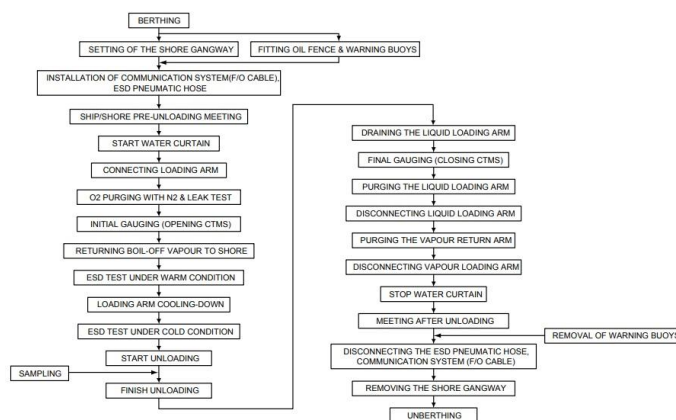 BERTHING
SETTING OF THE SHORE GANGWAY
FITTING OIL FENCE & WARNING BUOYS
INSTALLATION OF COMMUNICATION SYSTEM(F/O CABLE),
ESD PNEUMATIC HOSE
SHIP/SHORE PRE-UNLOADING MEETING
START WATER CURTAIN
CONNECTING LOADING ARM
O2 PURGING WITH N2 & LEAK TEST
INITIAL GAUGING (OPENING CTMS)
RETURNING BOIL-OFF VAPOUR TO SHORE
ESD TEST UNDER WARM CONDITION
LOADING ARM COOLING-DOWN
ESD TEST UNDER COLD CONDITION
START UNLOADING
SAMPLING
FINISH UNLOADING
DRAINING THE LIQUID LOADING ARM
FINAL GAUGING (CLOSING CTMS)
PURGING THE LIQUID LOADING ARM
DISCONNECTING LIQUID LOADING ARM
PURGING THE VAPOUR RETURN ARM
DISCONNECTING VAPOUR LOADING ARM
STOP WATER CURTAIN
MEETING AFTER UNLOADING
REMOVAL OF WARNING BUOYS
DISCONNECTING THE ESD PNEUMATIC HOSE,
COMMUNICATION SYSTEM (F/O CABLE)
REMOVING THE SHORE GANGWAY
UNBERTHING